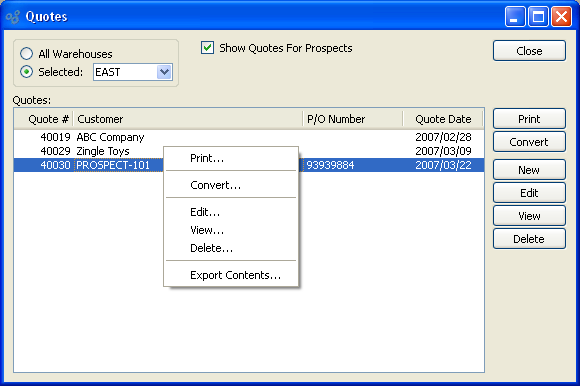 Quotes
All Warehouses
Selected: EAST
Show Quotes For Prospects
Close
Quotes:
Quote # Customer P/O Number Quote Date
40019 ABC Company 2007/02/28
40029 Zingle Toys 2007/03/09
40030 PROSPECT-101 93939884 2007/03/22
Print...
Convert...
Edit...
View...
Delete...
Export Contents...
Print
Convert
New
Edit
View
Delete